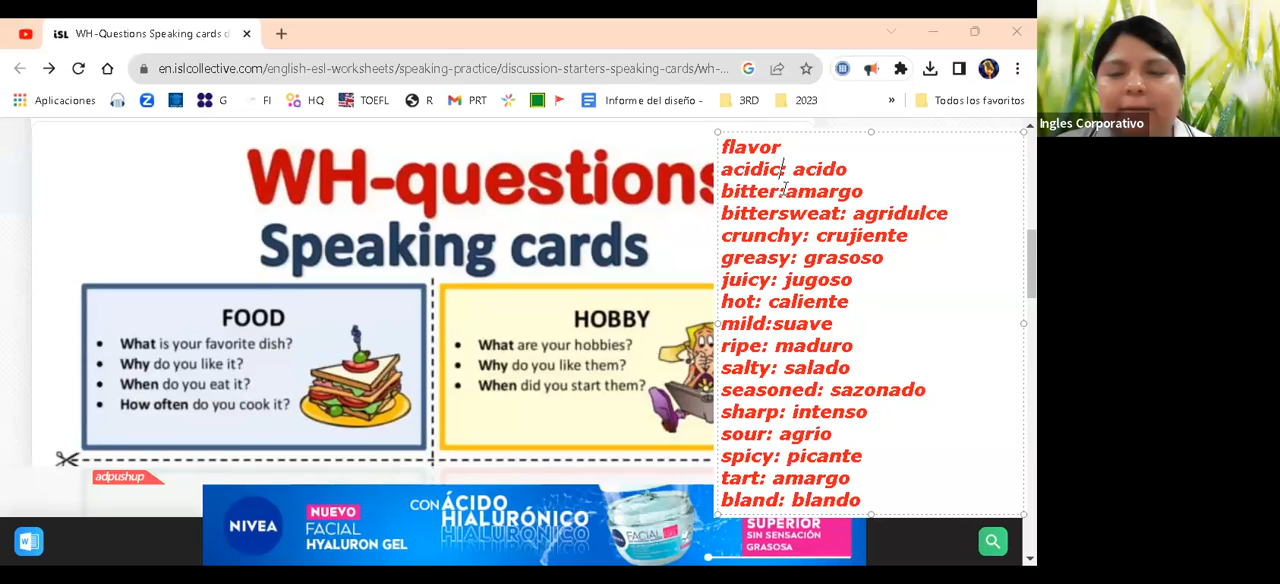 WH-Questions Speaking cards d
en.islcollective.com/english-esl-worksheets/speaking-practice/discussion-starters-speaking-cards/wh-...
Aplicaciones
G
FI
HQ
TOEFL
R
PRT
Informe del diseño -
3RD
2023
»
Todos los favoritos
Ingles Corporativo
WH-questions
Speaking cards
FOOD
• What is your favorite dish?
• Why do you like it?
• When do you eat it?
• How often do you cook it?
HOBBY
• What are your hobbies?
• Why do you like them?
• When did you start them?
flavor
acidic: acido
bitter:amargo
bittersweat: agridulce
crunchy: crujiente
greasy: grasoso
juicy: jugoso
hot: caliente
mild:suave
ripe: maduro
salty: salado
seasoned: sazonado
sharp: intenso
sour: agrio
spicy: picante
tart: amargo
bland: blando
adpushup
NIVEA
NUEVO
FACIAL
HYALURON GEL
CON ÁCIDO
HIALURÓNICO
FACIAL
SUPERIOR
SIN SENSACIÓN
GRASOSA